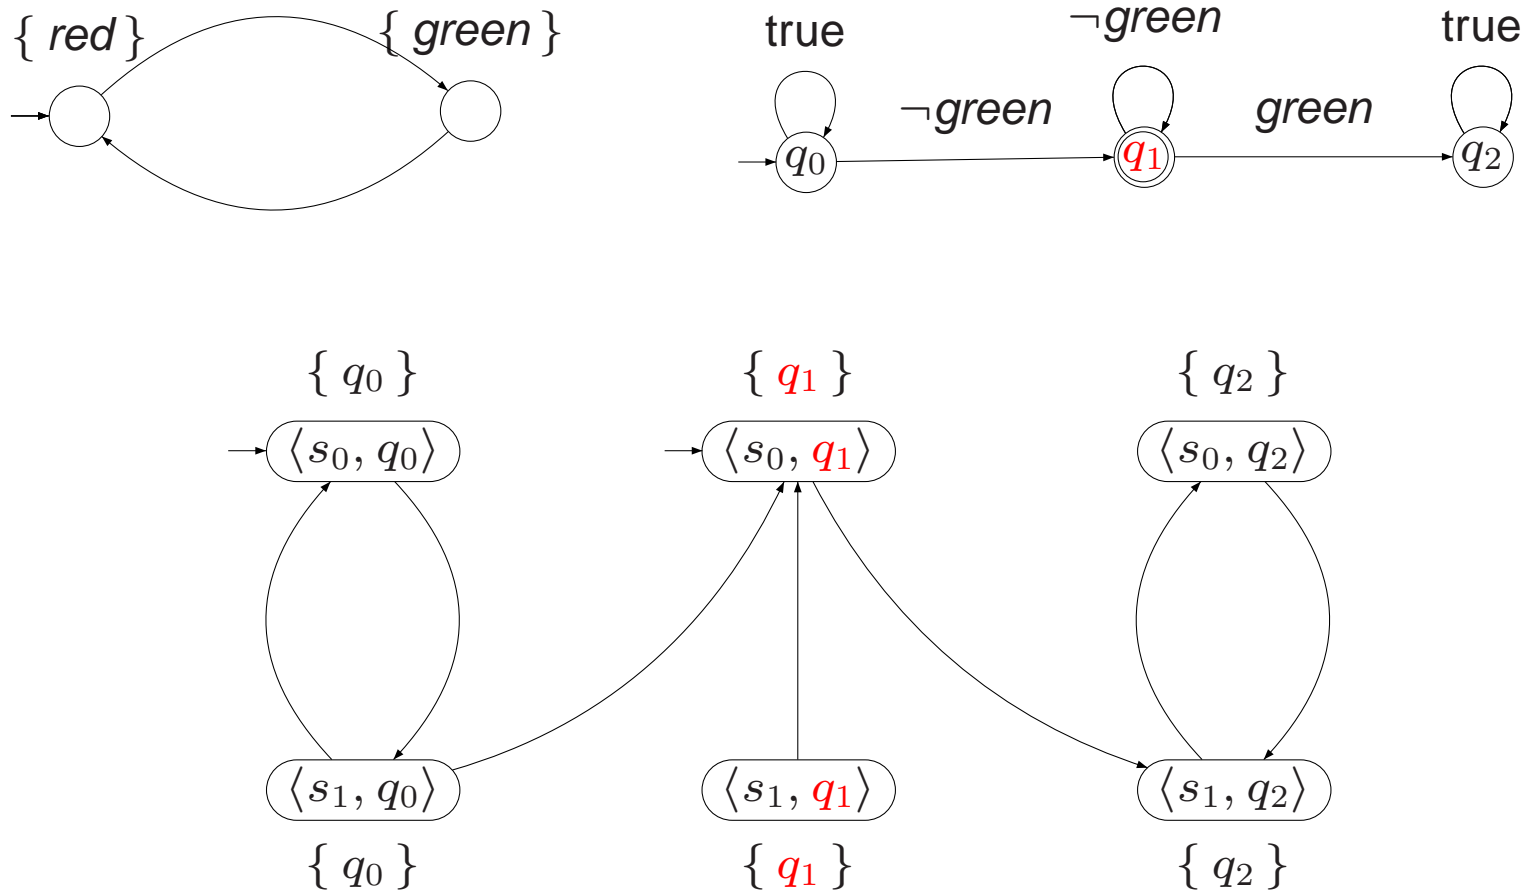 { red } { green } true ¬green true
¬green green
q₀ q₁ q₂
{ q₀ } { q₁ } { q₂ }
⟨s₀, q₀⟩ ⟨s₀, q₁⟩ ⟨s₀, q₂⟩
⟨s₁, q₀⟩ ⟨s₁, q₁⟩ ⟨s₁, q₂⟩
{ q₀ } { q₁ } { q₂ }